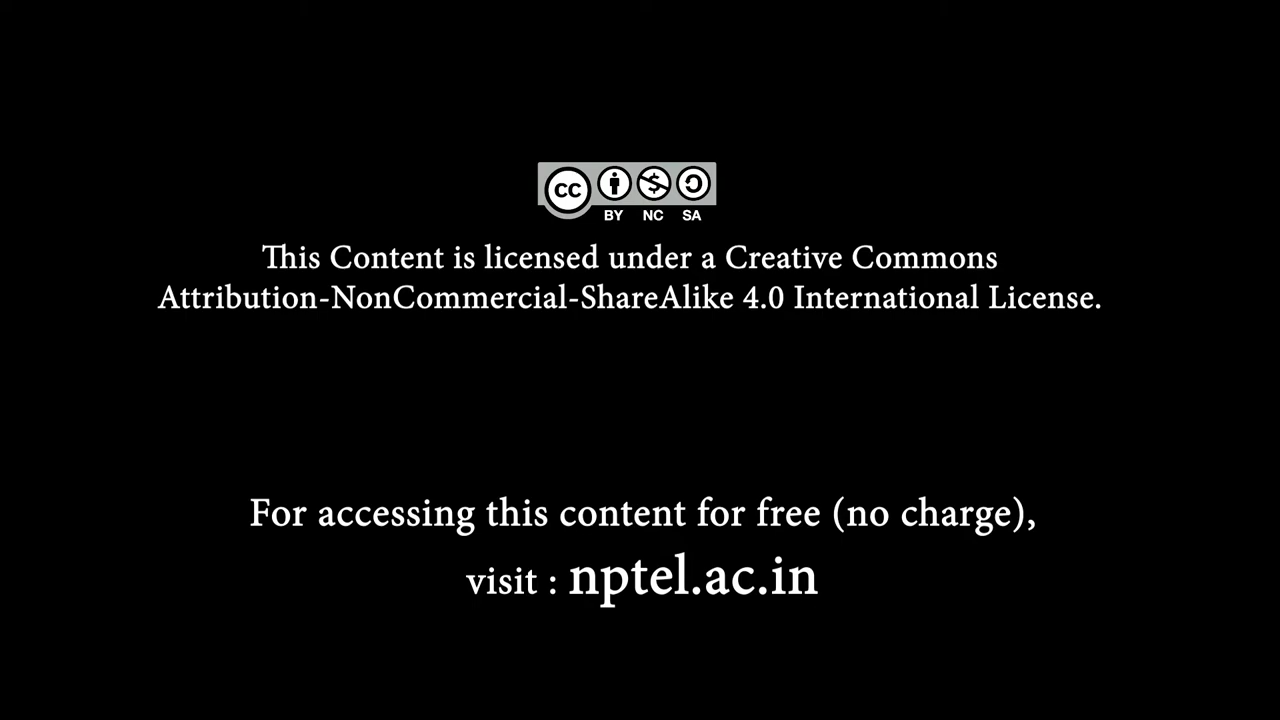 cc
BY NC SA
This Content is licensed under a Creative Commons
Attribution-NonCommercial-ShareAlike 4.0 International License.
For accessing this content for free (no charge),
visit : nptel.ac.in